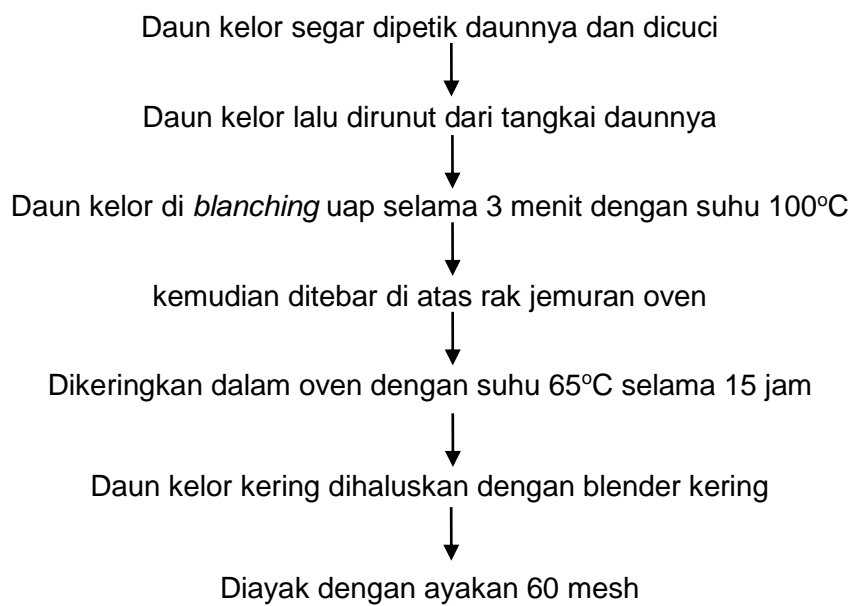 Daun kelor segar dipetik daunnya dan dicuci
Daun kelor lalu dirunut dari tangkai daunnya
Daun kelor di blanching uap selama 3 menit dengan suhu 100°C
kemudian ditebar di atas rak jemuran oven
Dikeringkan dalam oven dengan suhu 65°C selama 15 jam
Daun kelor kering dihaluskan dengan blender kering
Diayak dengan ayakan 60 mesh